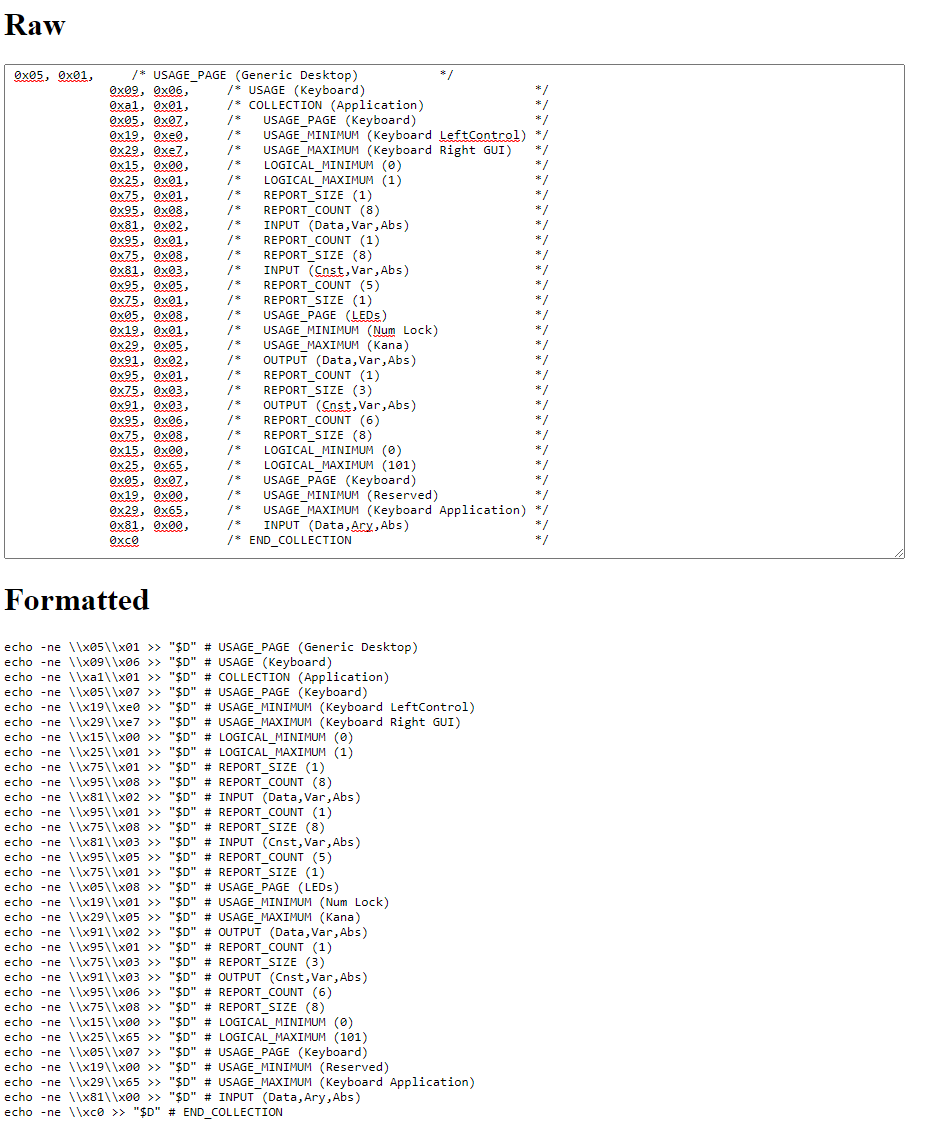 Raw
0x05, 0x01,     /* USAGE_PAGE (Generic Desktop)           */
0x09, 0x06,     /* USAGE (Keyboard)                       */
0xa1, 0x01,     /* COLLECTION (Application)               */
0x05, 0x07,     /*   USAGE_PAGE (Keyboard)                */
0x19, 0xe0,     /*   USAGE_MINIMUM (Keyboard LeftControl) */
0x29, 0xe7,     /*   USAGE_MAXIMUM (Keyboard Right GUI)   */
0x15, 0x00,     /*   LOGICAL_MINIMUM (0)                  */
0x25, 0x01,     /*   LOGICAL_MAXIMUM (1)                  */
0x75, 0x01,     /*   REPORT_SIZE (1)                      */
0x95, 0x08,     /*   REPORT_COUNT (8)                     */
0x81, 0x02,     /*   INPUT (Data,Var,Abs)                 */
0x95, 0x01,     /*   REPORT_COUNT (1)                     */
0x75, 0x08,     /*   REPORT_SIZE (8)                      */
0x81, 0x03,     /*   INPUT (Cnst,Var,Abs)                 */
0x95, 0x05,     /*   REPORT_COUNT (5)                     */
0x75, 0x01,     /*   REPORT_SIZE (1)                      */
0x05, 0x08,     /*   USAGE_PAGE (LEDs)                    */
0x19, 0x01,     /*   USAGE_MINIMUM (Num Lock)             */
0x29, 0x05,     /*   USAGE_MAXIMUM (Kana)                 */
0x91, 0x02,     /*   OUTPUT (Data,Var,Abs)                */
0x95, 0x01,     /*   REPORT_COUNT (1)                     */
0x75, 0x03,     /*   REPORT_SIZE (3)                      */
0x91, 0x03,     /*   OUTPUT (Cnst,Var,Abs)                */
0x95, 0x06,     /*   REPORT_COUNT (6)                     */
0x75, 0x08,     /*   REPORT_SIZE (8)                      */
0x15, 0x00,     /*   LOGICAL_MINIMUM (0)                  */
0x25, 0x65,     /*   LOGICAL_MAXIMUM (101)                */
0x05, 0x07,     /*   USAGE_PAGE (Keyboard)                */
0x19, 0x00,     /*   USAGE_MINIMUM (Reserved)             */
0x29, 0x65,     /*   USAGE_MAXIMUM (Keyboard Application) */
0x81, 0x00,     /*   INPUT (Data,Ary,Abs)                 */
0xc0            /* END_COLLECTION                         */
Formatted
echo -ne \\x05\\x01 >> "$D" # USAGE_PAGE (Generic Desktop)
echo -ne \\x09\\x06 >> "$D" # USAGE (Keyboard)
echo -ne \\xa1\\x01 >> "$D" # COLLECTION (Application)
echo -ne \\x05\\x07 >> "$D" # USAGE_PAGE (Keyboard)
echo -ne \\x19\\xe0 >> "$D" # USAGE_MINIMUM (Keyboard LeftControl)
echo -ne \\x29\\xe7 >> "$D" # USAGE_MAXIMUM (Keyboard Right GUI)
echo -ne \\x15\\x00 >> "$D" # LOGICAL_MINIMUM (0)
echo -ne \\x25\\x01 >> "$D" # LOGICAL_MAXIMUM (1)
echo -ne \\x75\\x01 >> "$D" # REPORT_SIZE (1)
echo -ne \\x95\\x08 >> "$D" # REPORT_COUNT (8)
echo -ne \\x81\\x02 >> "$D" # INPUT (Data,Var,Abs)
echo -ne \\x95\\x01 >> "$D" # REPORT_COUNT (1)
echo -ne \\x75\\x08 >> "$D" # REPORT_SIZE (8)
echo -ne \\x81\\x03 >> "$D" # INPUT (Cnst,Var,Abs)
echo -ne \\x95\\x05 >> "$D" # REPORT_COUNT (5)
echo -ne \\x75\\x01 >> "$D" # REPORT_SIZE (1)
echo -ne \\x05\\x08 >> "$D" # USAGE_PAGE (LEDs)
echo -ne \\x19\\x01 >> "$D" # USAGE_MINIMUM (Num Lock)
echo -ne \\x29\\x05 >> "$D" # USAGE_MAXIMUM (Kana)
echo -ne \\x91\\x02 >> "$D" # OUTPUT (Data,Var,Abs)
echo -ne \\x95\\x01 >> "$D" # REPORT_COUNT (1)
echo -ne \\x75\\x03 >> "$D" # REPORT_SIZE (3)
echo -ne \\x91\\x03 >> "$D" # OUTPUT (Cnst,Var,Abs)
echo -ne \\x95\\x06 >> "$D" # REPORT_COUNT (6)
echo -ne \\x75\\x08 >> "$D" # REPORT_SIZE (8)
echo -ne \\x15\\x00 >> "$D" # LOGICAL_MINIMUM (0)
echo -ne \\x25\\x65 >> "$D" # LOGICAL_MAXIMUM (101)
echo -ne \\x05\\x07 >> "$D" # USAGE_PAGE (Keyboard)
echo -ne \\x19\\x00 >> "$D" # USAGE_MINIMUM (Reserved)
echo -ne \\x29\\x65 >> "$D" # USAGE_MAXIMUM (Keyboard Application)
echo -ne \\x81\\x00 >> "$D" # INPUT (Data,Ary,Abs)
echo -ne \\xc0 >> "$D" # END_COLLECTION